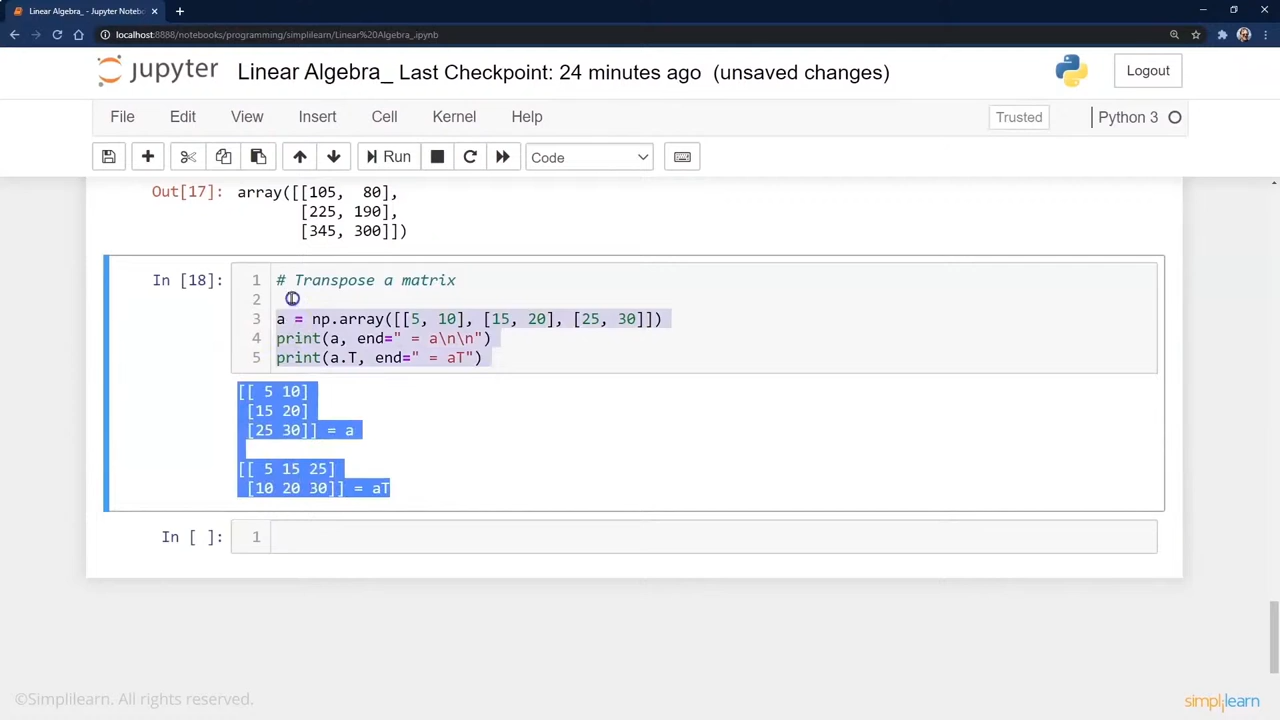 Linear Algebra_ - Jupyter Notebo
localhost:8888/notebooks/programming/simplilearn/Linear%20Algebra_.ipynb
jupyter Linear Algebra_ Last Checkpoint: 24 minutes ago (unsaved changes) Logout
File Edit View Insert Cell Kernel Help Trusted Python 3
Run Code
Out[17]: array([[105,  80],
[225, 190],
[345, 300]])
In [18]: 1 # Transpose a matrix
2
3 a = np.array([[5, 10], [15, 20], [25, 30]])
4 print(a, end=" = a\n\n")
5 print(a.T, end=" = aT")
[[ 5 10]
[15 20]
[25 30]] = a
[[ 5 15 25]
[10 20 30]] = aT
In [ ]: 1
©Simplilearn. All rights reserved. simplilearn